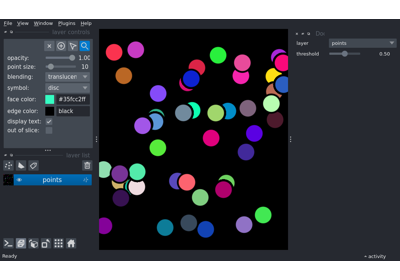 File View Window Plugins Help
layer controls
opacity: 1.00
point size: 10
blending: translucen
symbol: disc
face color: #35fcc2ff
edge color: black
display text:
out of slice:
layer list
points
Ready
layer points
threshold 0.50
activity